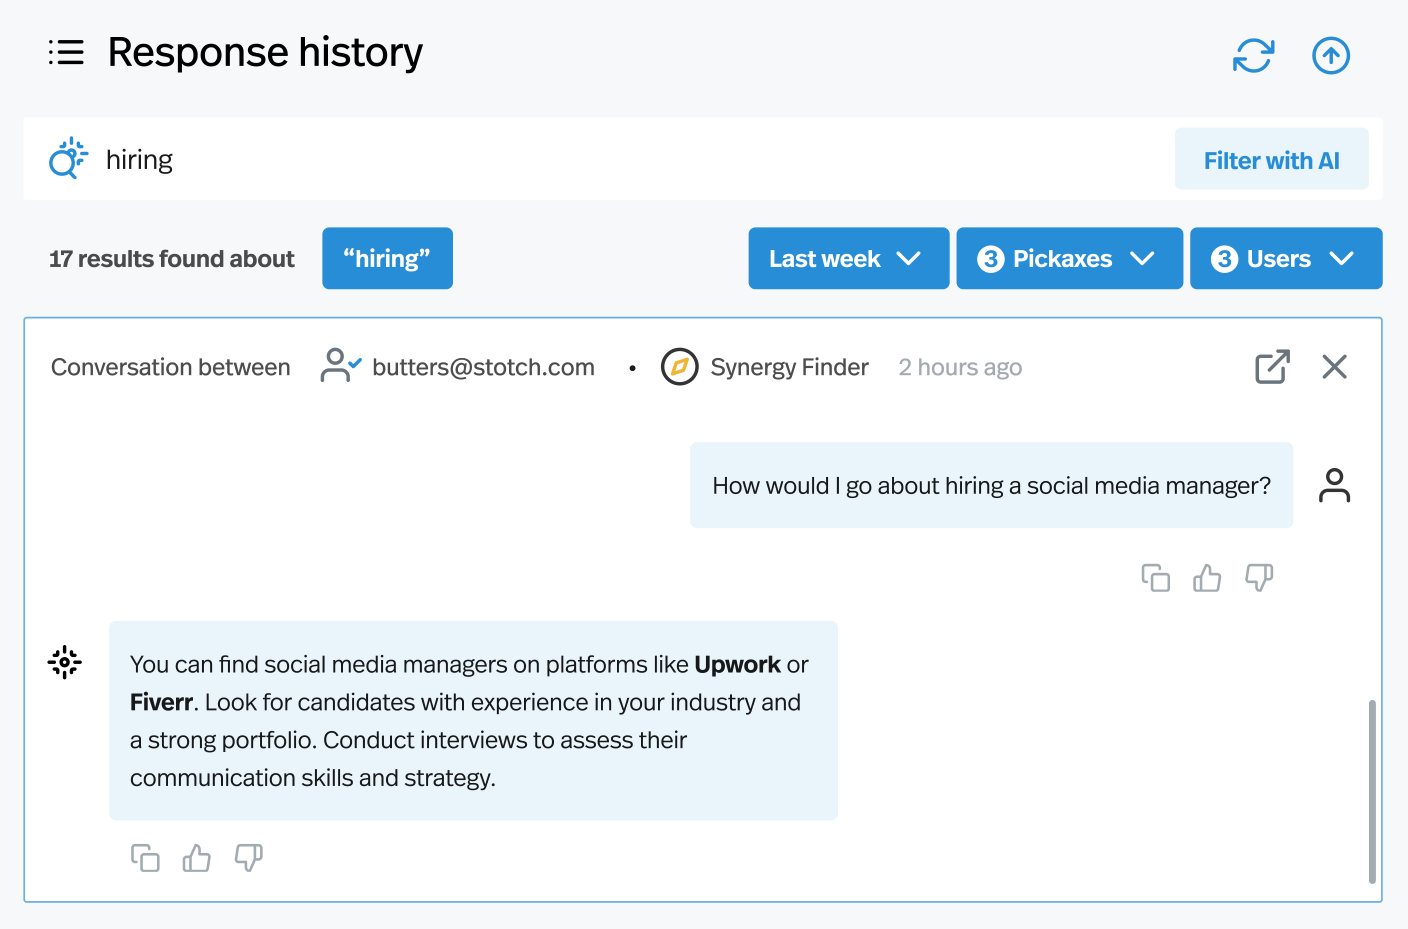 Response history
hiring
Filter with AI
17 results found about
“hiring”
Last week
3 Pickaxes
3 Users
Conversation between butters@stotch.com • Synergy Finder 2 hours ago
How would I go about hiring a social media manager?
You can find social media managers on platforms like Upwork or
Fiverr. Look for candidates with experience in your industry and
a strong portfolio. Conduct interviews to assess their
communication skills and strategy.